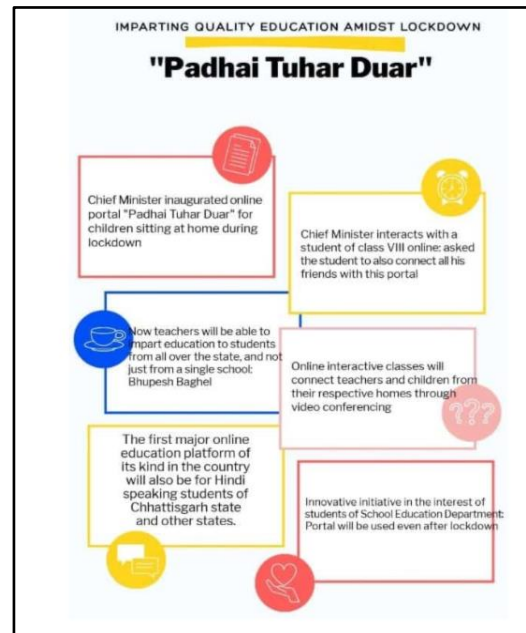 IMPARTING QUALITY EDUCATION AMIDST LOCKDOWN
"Padhai Tuhar Duar"
Chief Minister inaugurated online
portal "Padhai Tuhar Duar" for
children sitting at home during
lockdown
Chief Minister interacts with a
student of class VIII online: asked
the student to also connect all his
friends with this portal
Now teachers will be able to
impart education to students
from all over the state, and not
just from a single school:
Bhupesh Baghel
Online interactive classes will
connect teachers and children from
their respective homes through
video conferencing
???
The first major online
education platform of
its kind in the country
will also be for Hindi
speaking students of
Chhattisgarh state
and other states.
Innovative initiative in the interest of
students of School Education Department:
Portal will be used even after lockdown